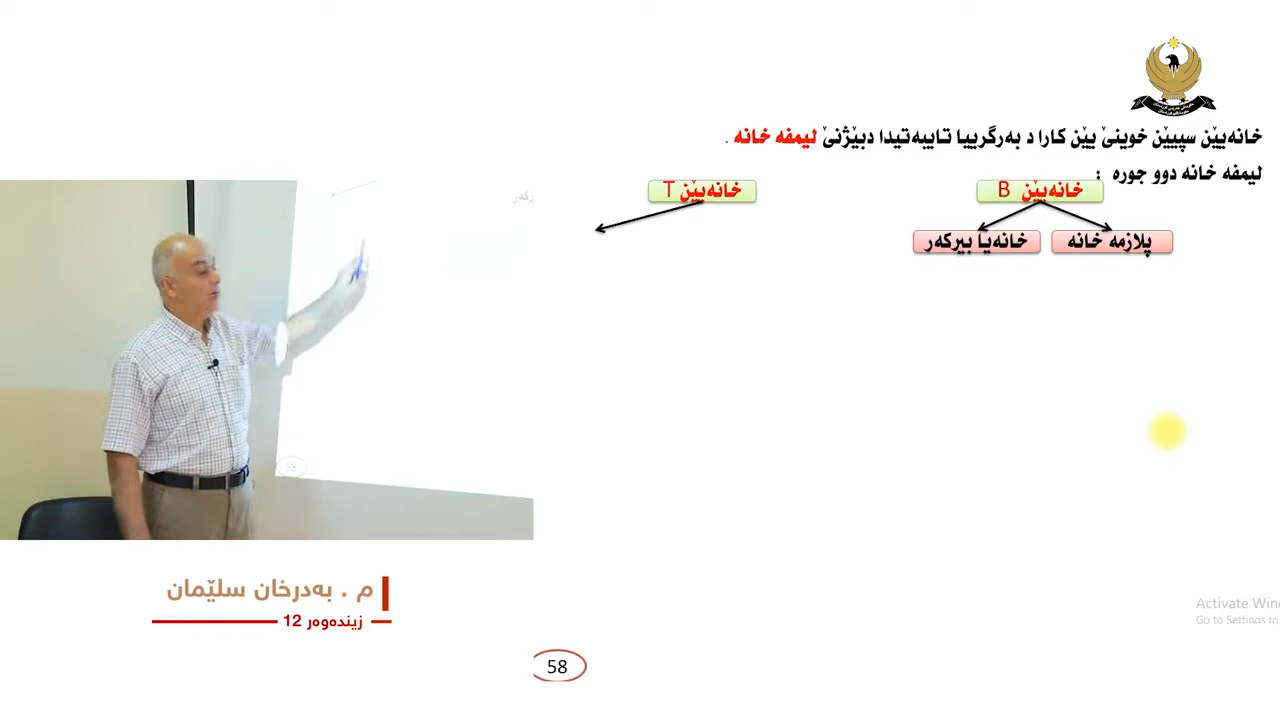 خانەیێن سپیێن خوینێ یێن کارا د بەرگرییا تایبەتیدا دبێژنێ لیمفە خانە .
لیمفە خانە دوو جورە :
خانەیێن B
خانەیێن T
پلازمە خانە
خانەیا بیرکەر
م . بەدرخان سلێمان
زیندەوەر 12
58
Activate Win
Go to Settings to